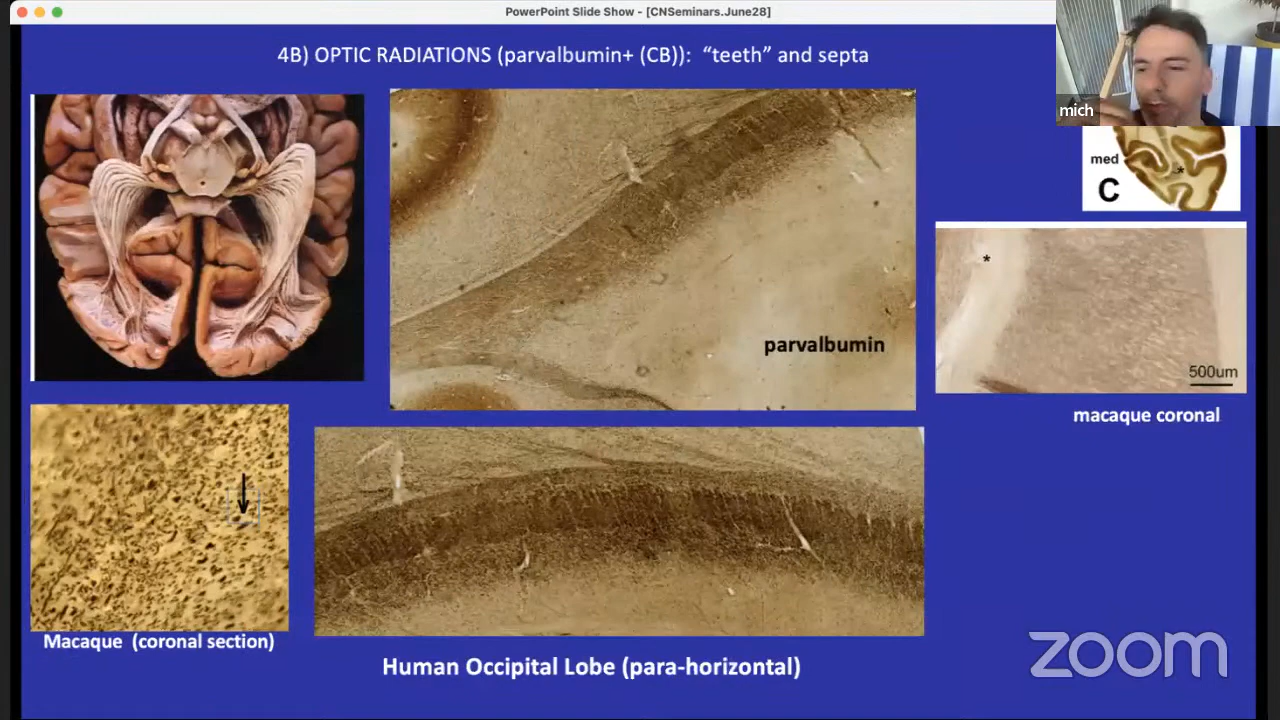 PowerPoint Slide Show - [CNSeminars.June28]
4B) OPTIC RADIATIONS (parvalbumin+ (CB)): “teeth” and septa
mich
med
*
C
*
parvalbumin
500um
macaque coronal
Macaque (coronal section)
Human Occipital Lobe (para-horizontal)
zoom